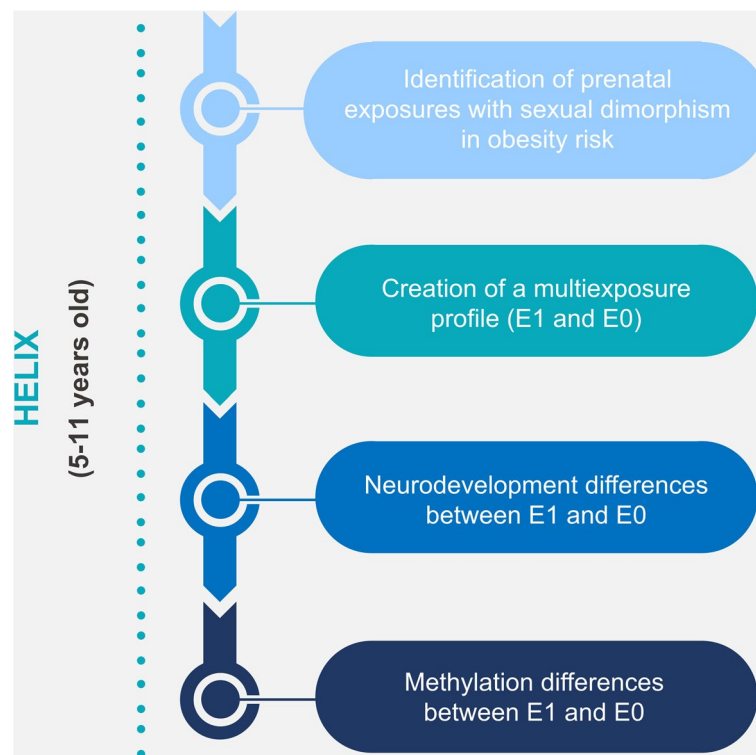 HELIX
(5-11 years old)
Identification of prenatal
exposures with sexual dimorphism
in obesity risk
Creation of a multiexposure
profile (E1 and E0)
Neurodevelopment differences
between E1 and E0
Methylation differences
between E1 and E0